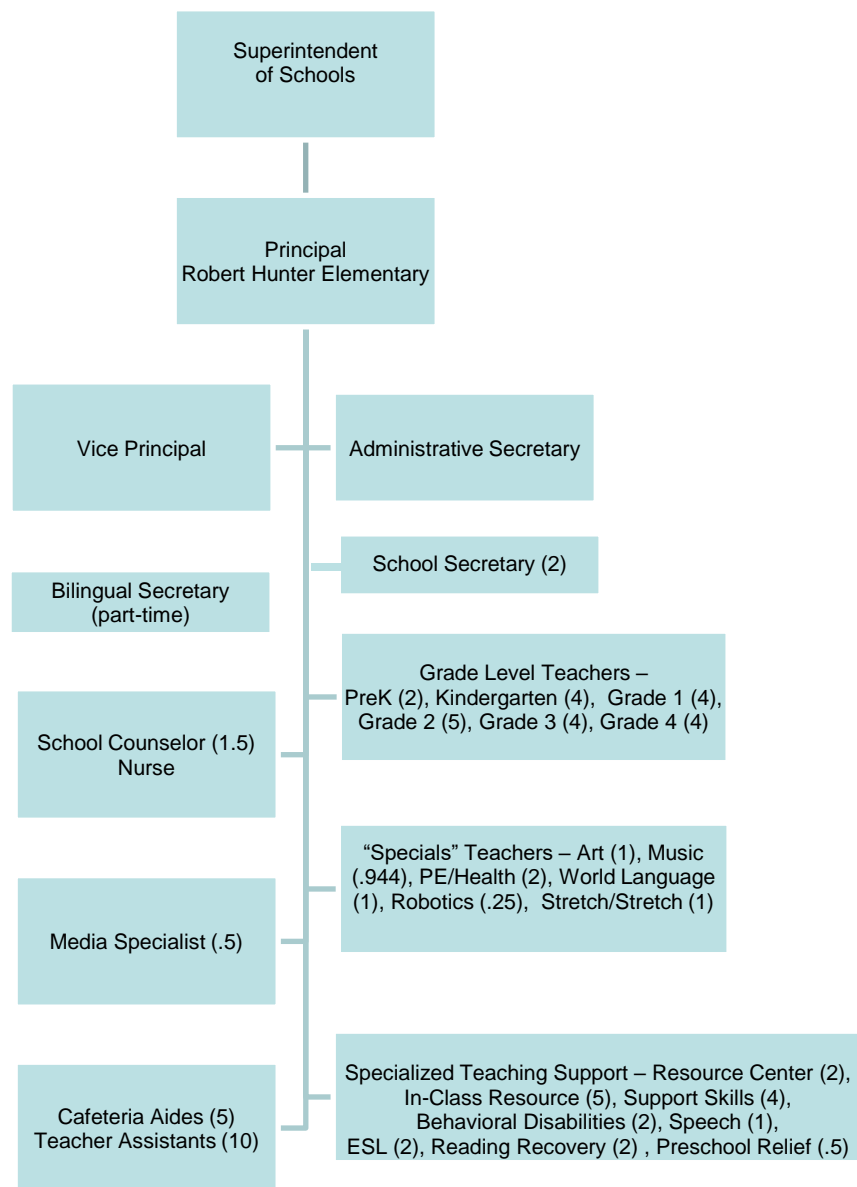 Superintendent
of Schools
Principal
Robert Hunter Elementary
Vice Principal
Administrative Secretary
School Secretary (2)
Bilingual Secretary
(part-time)
Grade Level Teachers –
PreK (2), Kindergarten (4), Grade 1 (4),
Grade 2 (5), Grade 3 (4), Grade 4 (4)
School Counselor (1.5)
Nurse
“Specials” Teachers – Art (1), Music
(.944), PE/Health (2), World Language
(1), Robotics (.25), Stretch/Stretch (1)
Media Specialist (.5)
Specialized Teaching Support – Resource Center (2),
In-Class Resource (5), Support Skills (4),
Behavioral Disabilities (2), Speech (1),
ESL (2), Reading Recovery (2) , Preschool Relief (.5)
Cafeteria Aides (5)
Teacher Assistants (10)